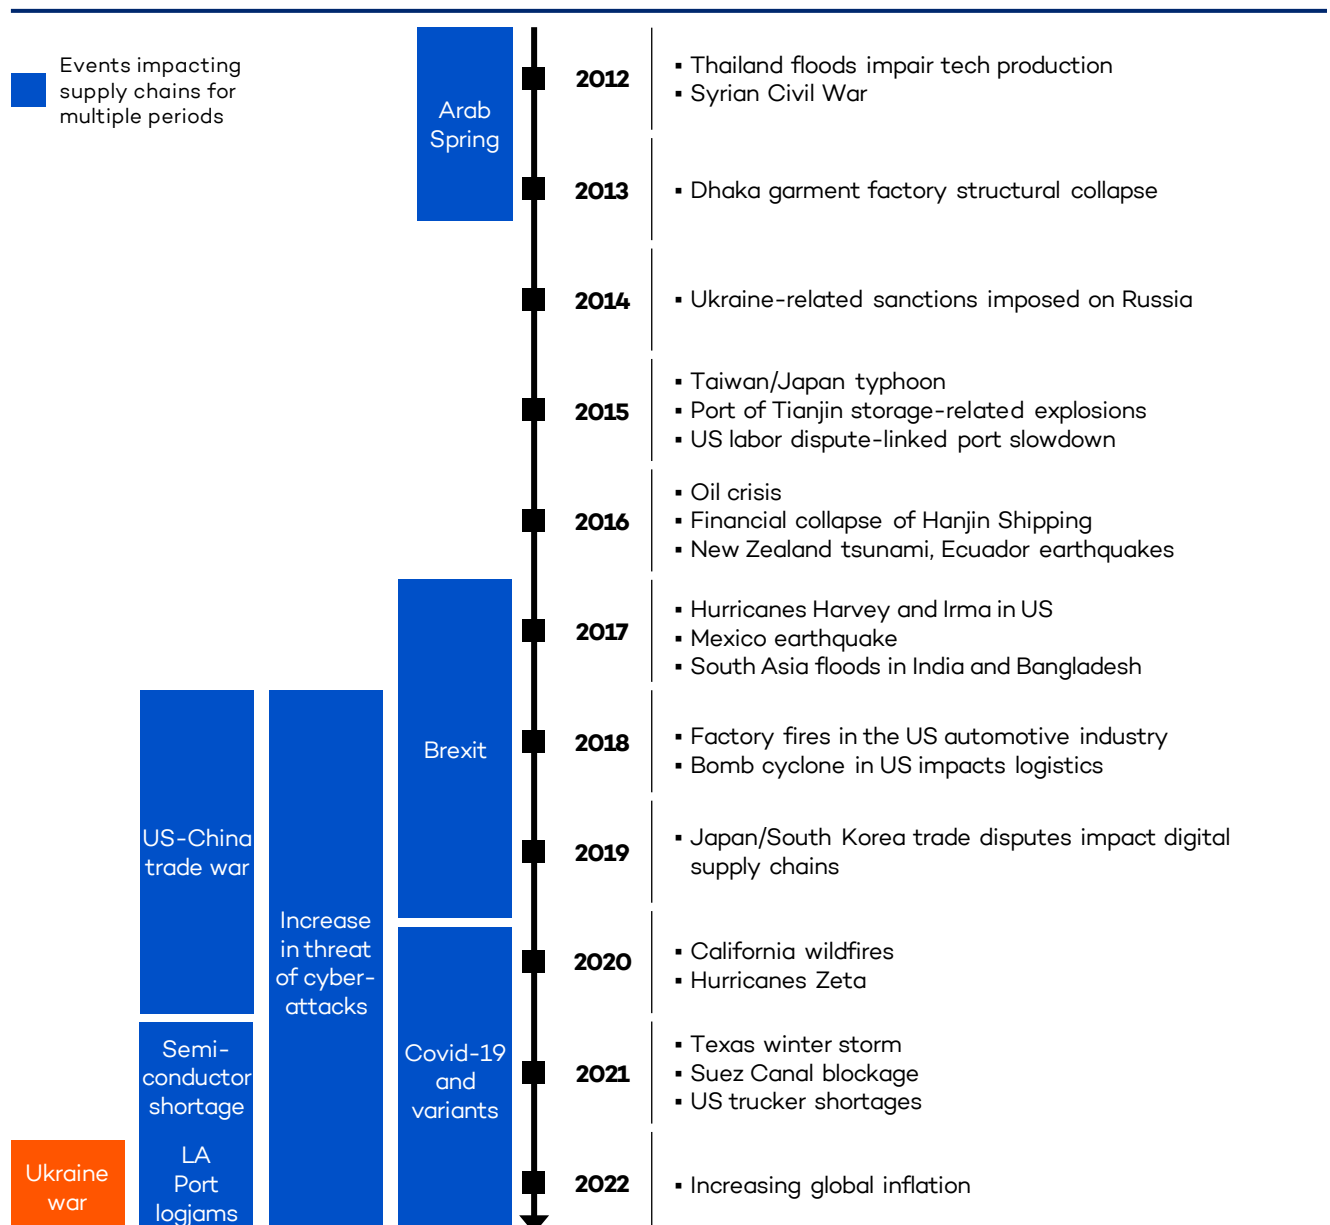 Events impacting
supply chains for
multiple periods
Arab
Spring
2012
▪ Thailand floods impair tech production
▪ Syrian Civil War
2013
▪ Dhaka garment factory structural collapse
2014
▪ Ukraine-related sanctions imposed on Russia
2015
▪ Taiwan/Japan typhoon
▪ Port of Tianjin storage-related explosions
▪ US labor dispute-linked port slowdown
2016
▪ Oil crisis
▪ Financial collapse of Hanjin Shipping
▪ New Zealand tsunami, Ecuador earthquakes
2017
▪ Hurricanes Harvey and Irma in US
▪ Mexico earthquake
▪ South Asia floods in India and Bangladesh
Brexit
2018
▪ Factory fires in the US automotive industry
▪ Bomb cyclone in US impacts logistics
US-China
trade war
2019
▪ Japan/South Korea trade disputes impact digital
supply chains
Increase
in threat
of cyber-
attacks
2020
▪ California wildfires
▪ Hurricanes Zeta
Semi-
conductor
shortage
Covid-19
and
variants
2021
▪ Texas winter storm
▪ Suez Canal blockage
▪ US trucker shortages
Ukraine
war
LA
Port
logjams
2022
▪ Increasing global inflation